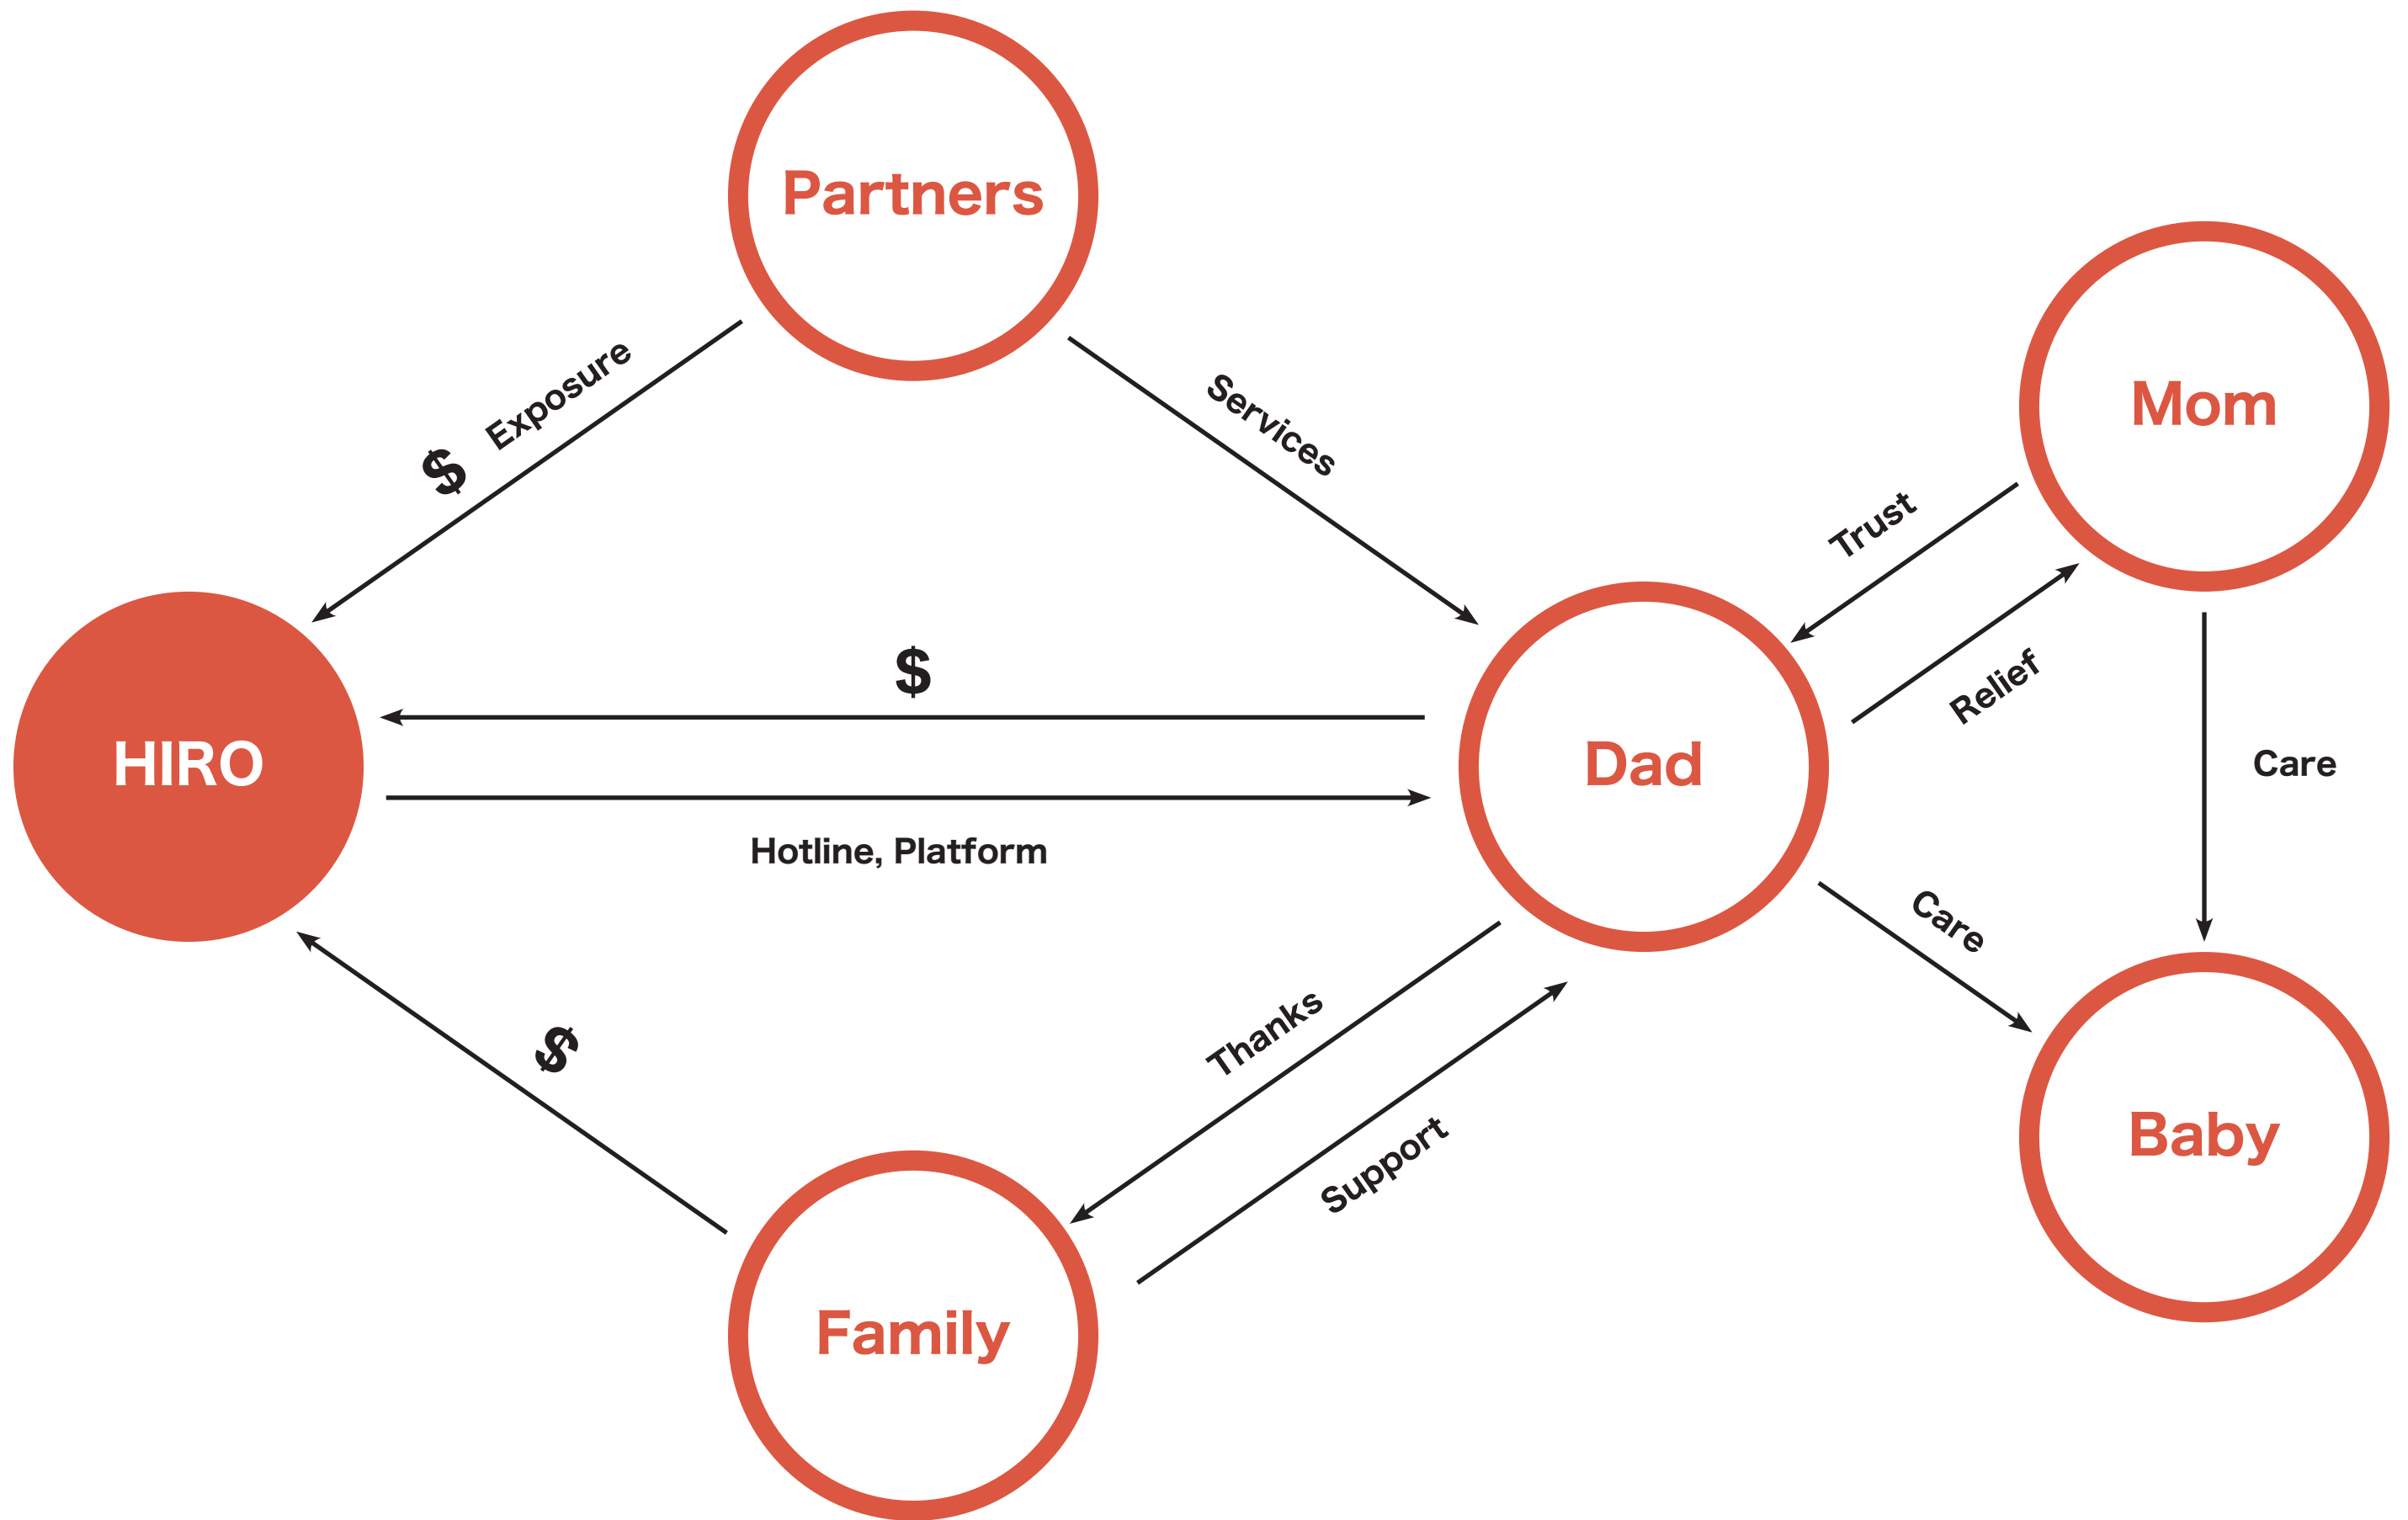 Partners
Mom
$ Exposure
Services
Trust
Relief
$
HIRO
Dad
Care
Hotline, Platform
Care
$
Thanks
Support
Baby
Family